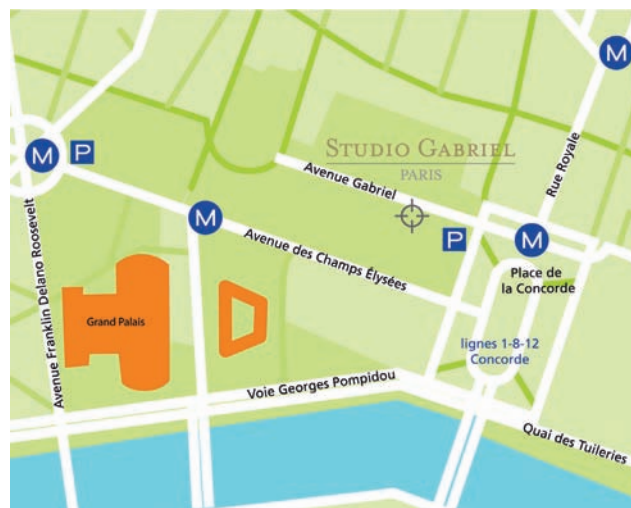 M
M
P
STUDIO GABRIEL
PARIS
Avenue Gabriel
Rue Royale
M
Avenue des Champs Élysées
P
M
Place de
la Concorde
Avenue Franklin Delano Roosevelt
Grand Palais
lignes 1-8-12
Concorde
Voie Georges Pompidou
Quai des Tuileries